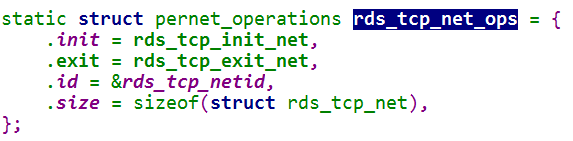 static struct pernet_operations rds_tcp_net_ops = {
    .init = rds_tcp_init_net,
    .exit = rds_tcp_exit_net,
    .id = &rds_tcp_netid,
    .size = sizeof(struct rds_tcp_net),
};